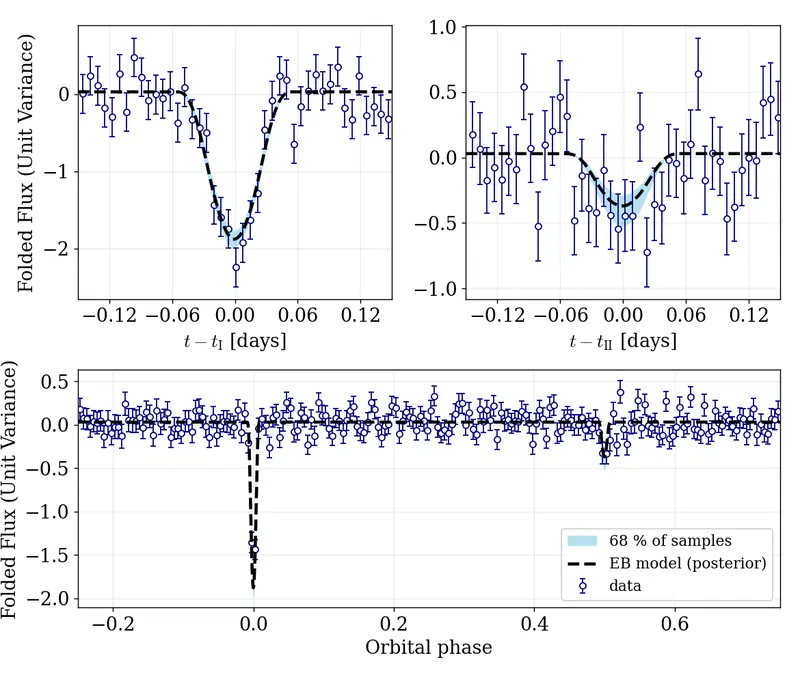 Folded Flux (Unit Variance)
0
−1
−2
−0.12 −0.06 0.00 0.06 0.12
t − tI [days]
1.0
0.5
0.0
−0.5
−1.0
−0.12 −0.06 0.00 0.06 0.12
t − tII [days]
Folded Flux (Unit Variance)
0.5
0.0
−0.5
−1.0
−1.5
−2.0
68 % of samples
EB model (posterior)
data
−0.2 0.0 0.2 0.4 0.6
Orbital phase